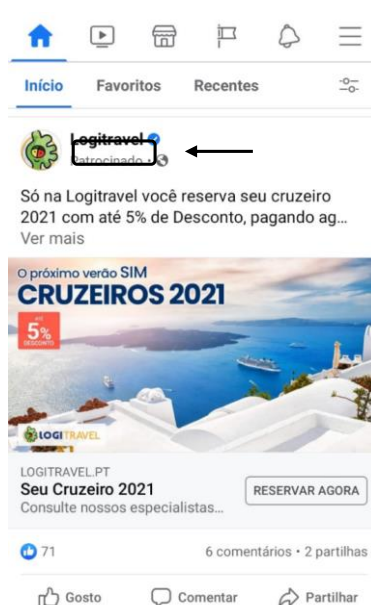 Início Favoritos Recentes
Logitravel
Patrocinado •
Só na Logitravel você reserva seu cruzeiro
2021 com até 5% de Desconto, pagando ag...
Ver mais
O próximo verão SIM
CRUZEIROS 2021
ATÉ
5%
DESCONTO
LOGITRAVEL
LOGITRAVEL.PT
Seu Cruzeiro 2021
Consulte nossos especialistas...
RESERVAR AGORA
71 6 comentários • 2 partilhas
Gosto Comentar Partilhar